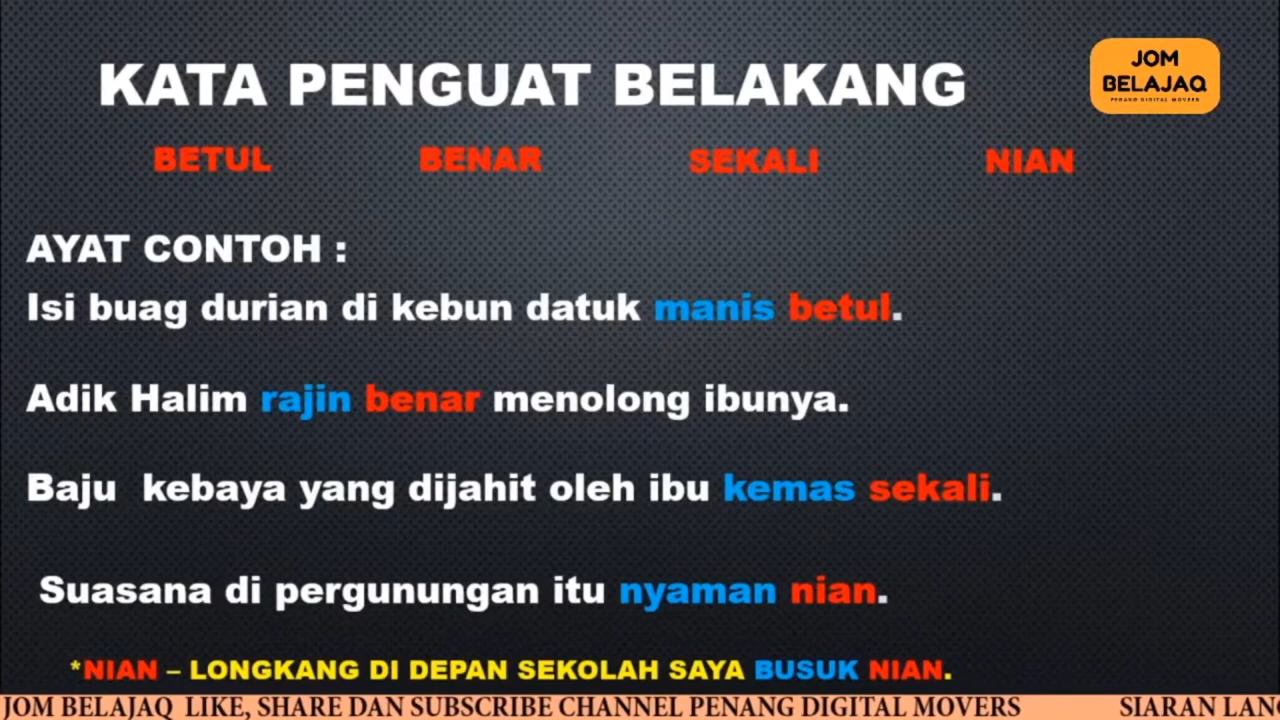 KATA PENGUAT BELAKANG
JOM
BELAJAQ
PENANG DIGITAL MOVERS
BETUL BENAR SEKALI NIAN
AYAT CONTOH :
Isi buag durian di kebun datuk manis betul.
Adik Halim rajin benar menolong ibunya.
Baju kebaya yang dijahit oleh ibu kemas sekali.
Suasana di pergunungan itu nyaman nian.
*NIAN – LONGKANG DI DEPAN SEKOLAH SAYA BUSUK NIAN.
JOM BELAJAQ LIKE, SHARE DAN SUBSCRIBE CHANNEL PENANG DIGITAL MOVERS SIARAN